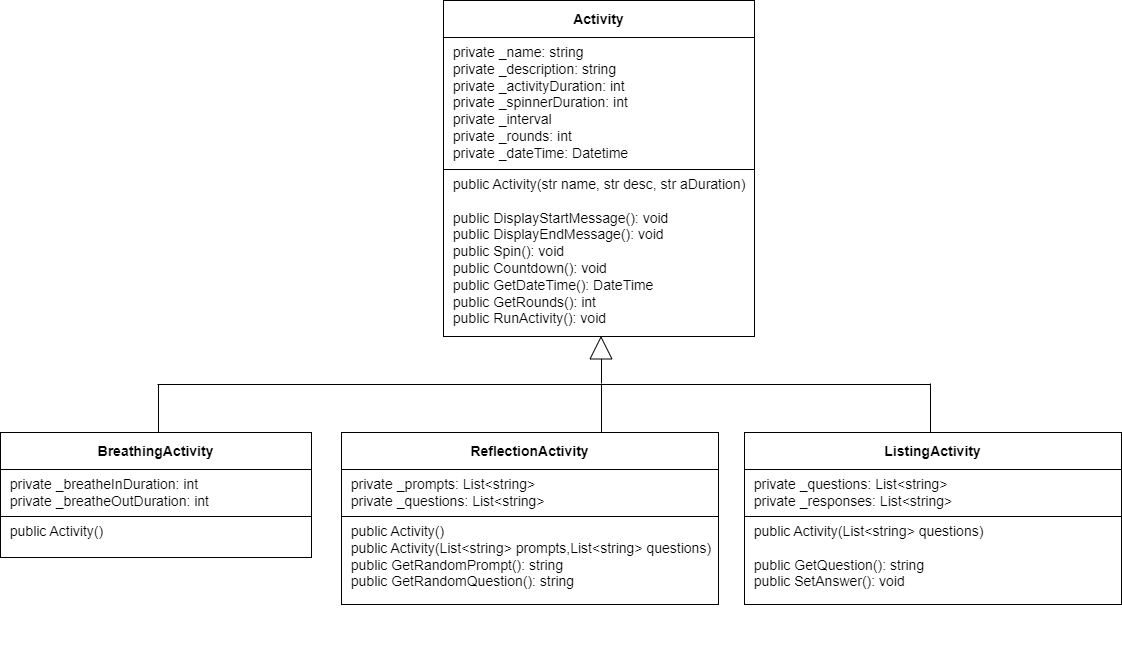 Activity
private _name: string
private _description: string
private _activityDuration: int
private _spinnerDuration: int
private _interval
private _rounds: int
private _dateTime: Datetime
public Activity(str name, str desc, str aDuration)
public DisplayStartMessage(): void
public DisplayEndMessage(): void
public Spin(): void
public Countdown(): void
public GetDateTime(): DateTime
public GetRounds(): int
public RunActivity(): void
BreathingActivity
private _breatheInDuration: int
private _breatheOutDuration: int
public Activity()
ReflectionActivity
private _prompts: List<string>
private _questions: List<string>
public Activity()
public Activity(List<string> prompts,List<string> questions)
public GetRandomPrompt(): string
public GetRandomQuestion(): string
ListingActivity
private _questions: List<string>
private _responses: List<string>
public Activity(List<string> questions)
public GetQuestion(): string
public SetAnswer(): void